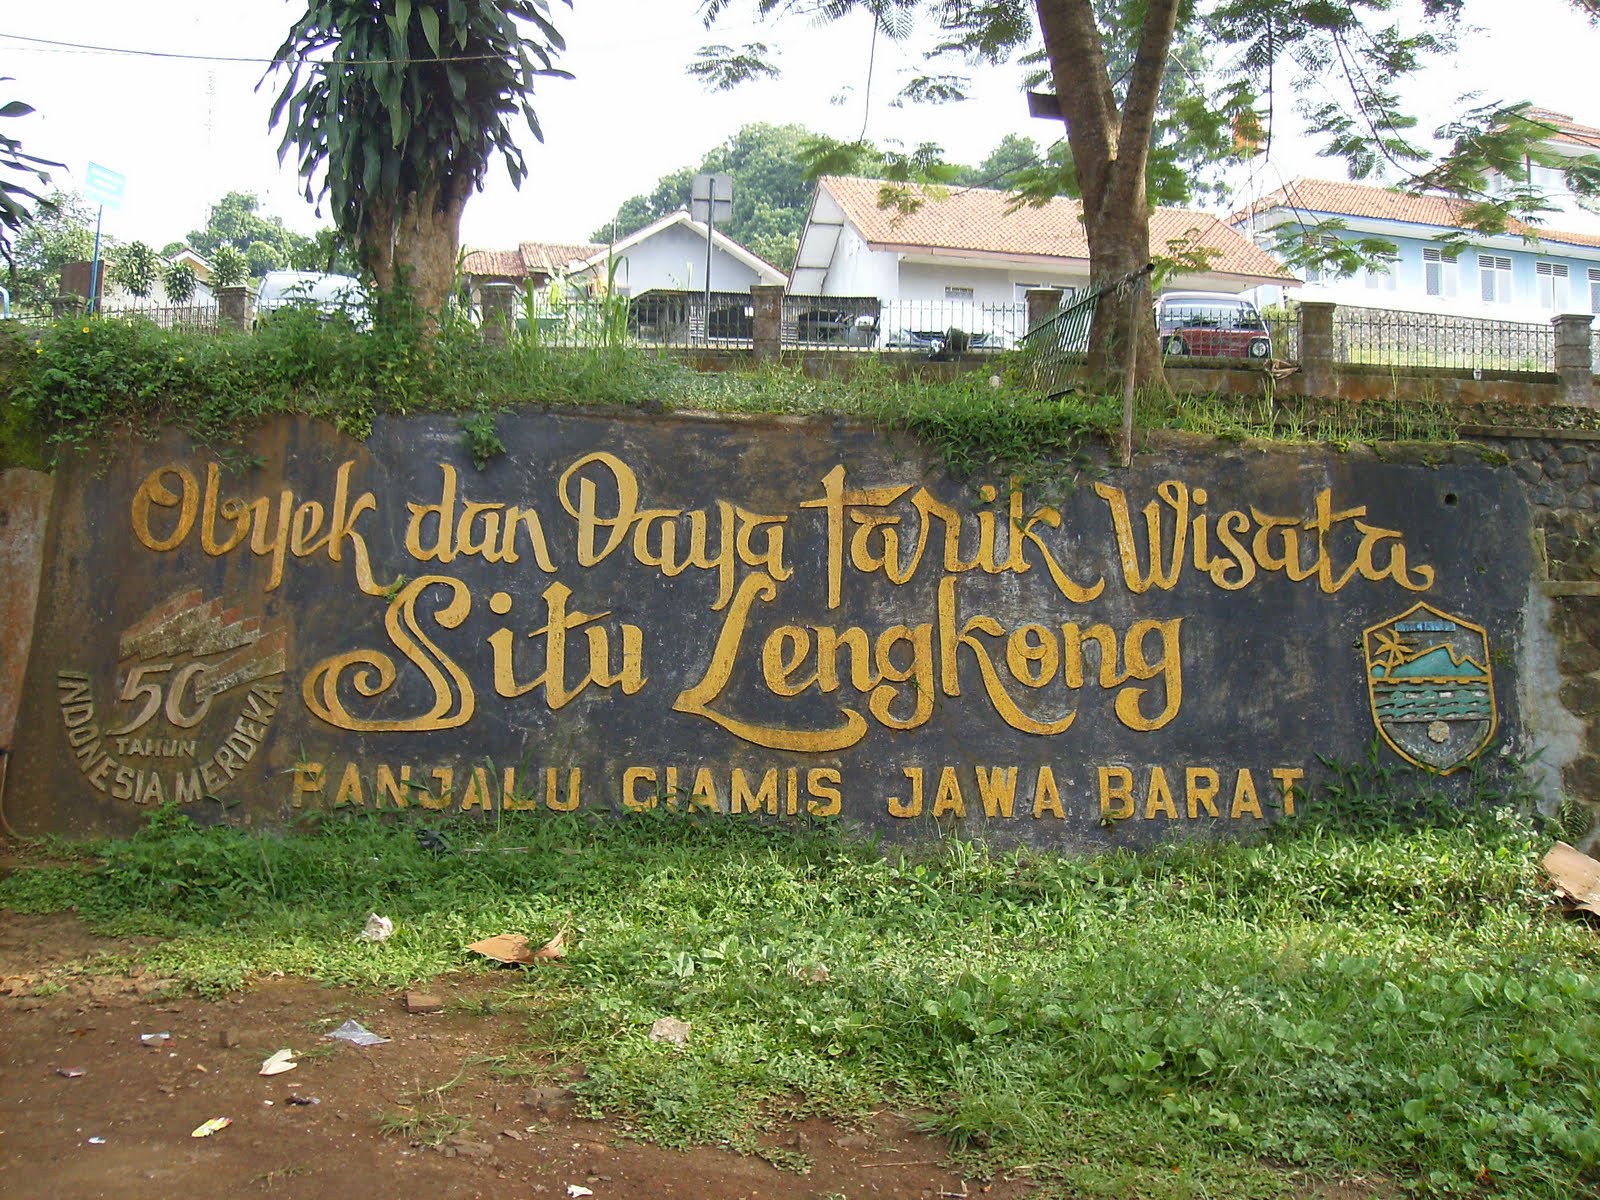 Obyek dan Daya Tarik Wisata
Situ Lengkong
PANJALU CIAMIS JAWA BARAT
50
TAHUN
INDONESIA MERDEKA